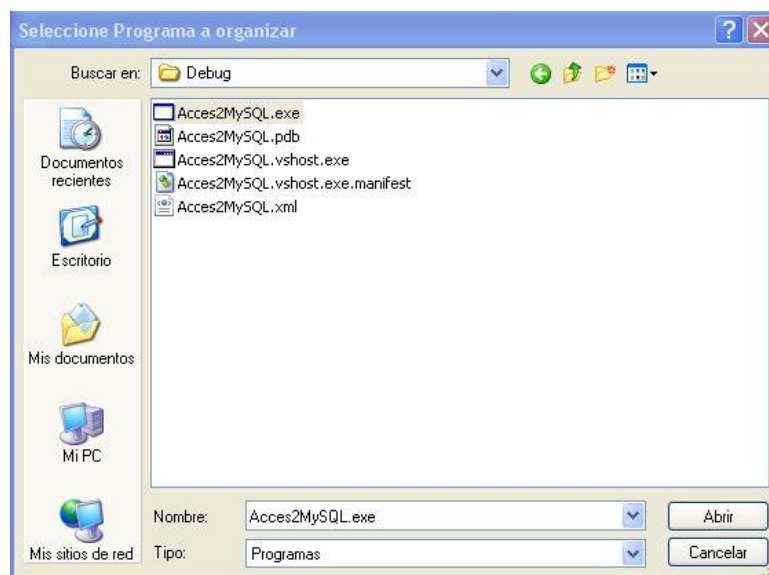 Seleccione Programa a organizar
Buscar en: Debug
Documentos
recientes
Escritorio
Mis documentos
Mi PC
Mis sitios de red
Acces2MySQL.exe
Acces2MySQL.pdb
Acces2MySQL.vshost.exe
Acces2MySQL.vshost.exe.manifest
Acces2MySQL.xml
Nombre: Acces2MySQL.exe Abrir
Tipo: Programas Cancelar